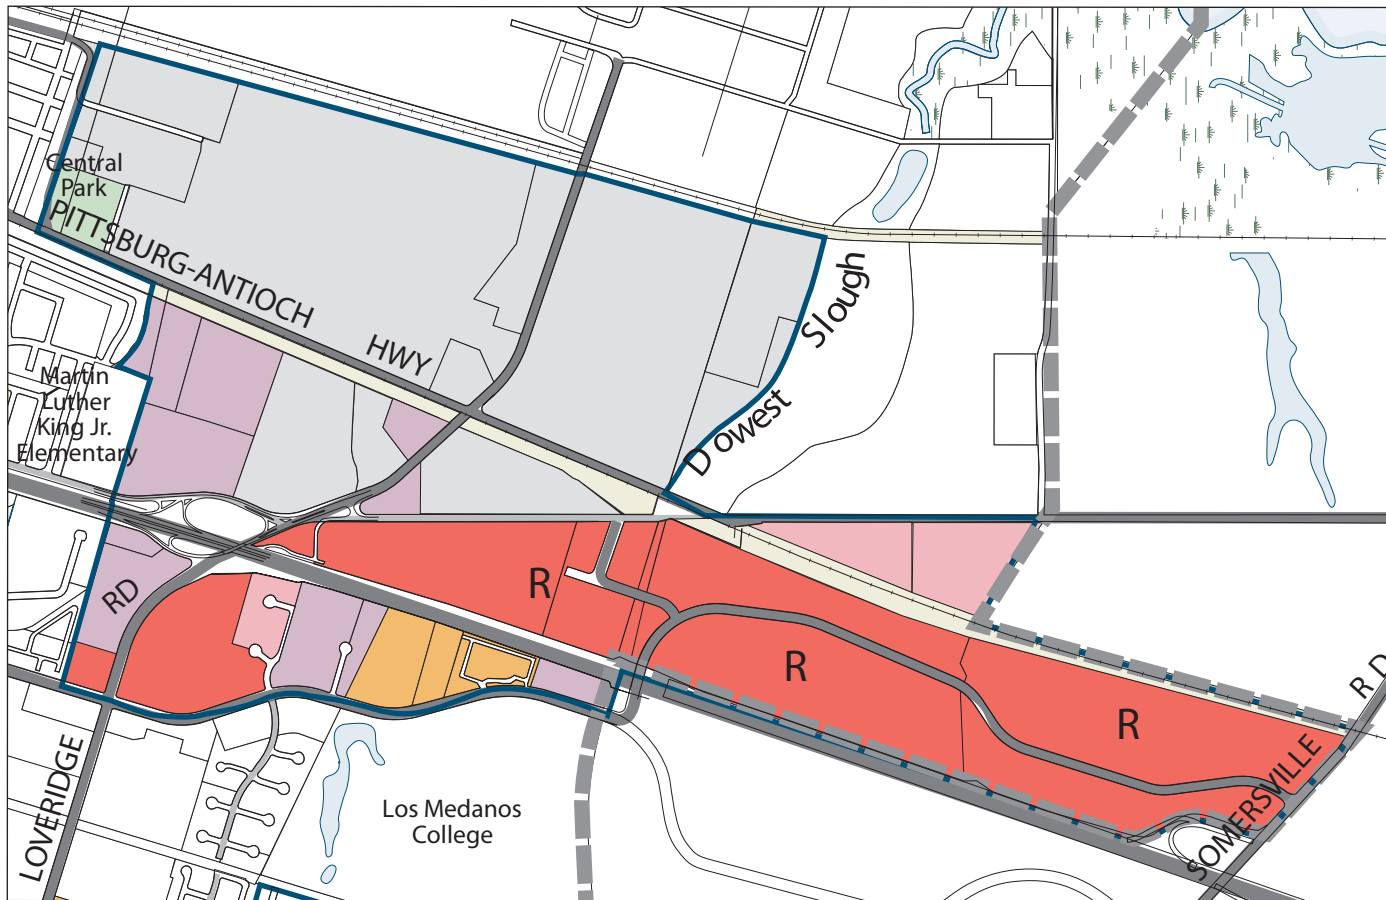 Central
Park
PITTSBURG-ANTIOCH
HWY
Dowest Slough
Martin
Luther
King Jr.
Elementary
RD
R
R
R
RD
SOMERSVILLE
LOVERIDGE
Los Medanos
College